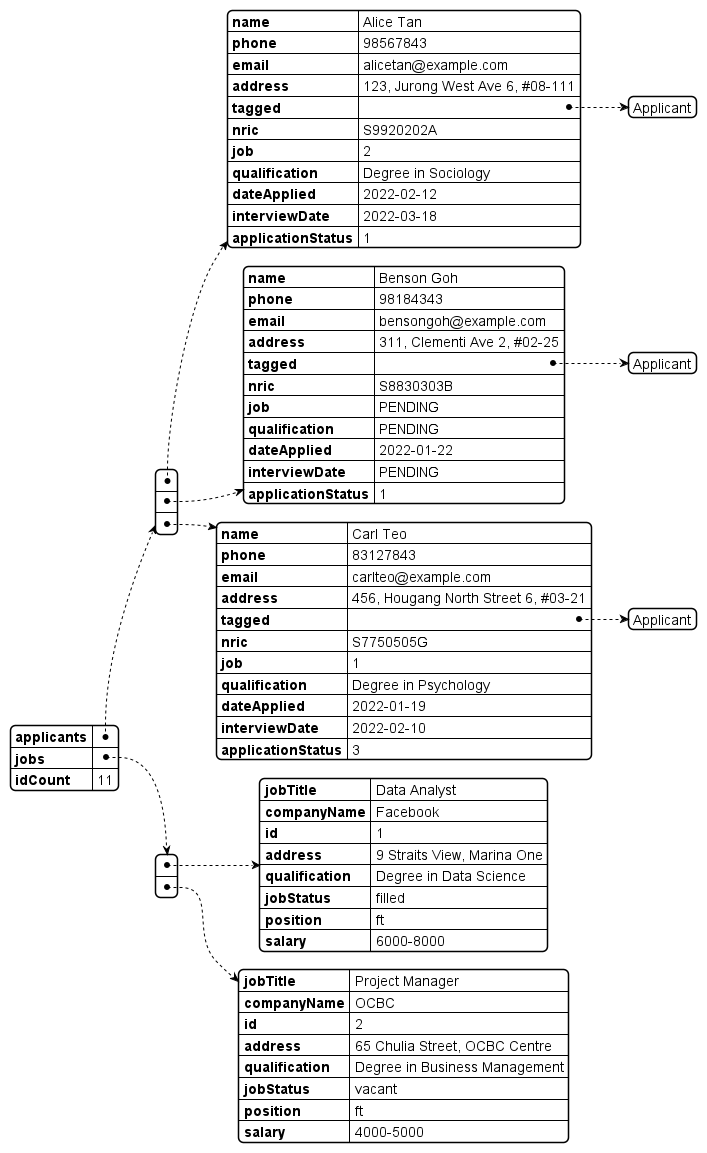 name Alice Tan
phone 98567843
email alicetan@example.com
address 123, Jurong West Ave 6, #08-111
tagged
Applicant
nric S9920202A
job 2
qualification Degree in Sociology
dateApplied 2022-02-12
interviewDate 2022-03-18
applicationStatus 1
name Benson Goh
phone 98184343
email bensongoh@example.com
address 311, Clementi Ave 2, #02-25
tagged
Applicant
nric S8830303B
job PENDING
qualification PENDING
dateApplied 2022-01-22
interviewDate PENDING
applicationStatus 1
name Carl Teo
phone 83127843
email carlteo@example.com
address 456, Hougang North Street 6, #03-21
tagged
Applicant
nric S7750505G
job 1
qualification Degree in Psychology
dateApplied 2022-01-19
interviewDate 2022-02-10
applicationStatus 3
applicants
jobs
idCount 11
jobTitle Data Analyst
companyName Facebook
id 1
address 9 Straits View, Marina One
qualification Degree in Data Science
jobStatus filled
position ft
salary 6000-8000
jobTitle Project Manager
companyName OCBC
id 2
address 65 Chulia Street, OCBC Centre
qualification Degree in Business Management
jobStatus vacant
position ft
salary 4000-5000